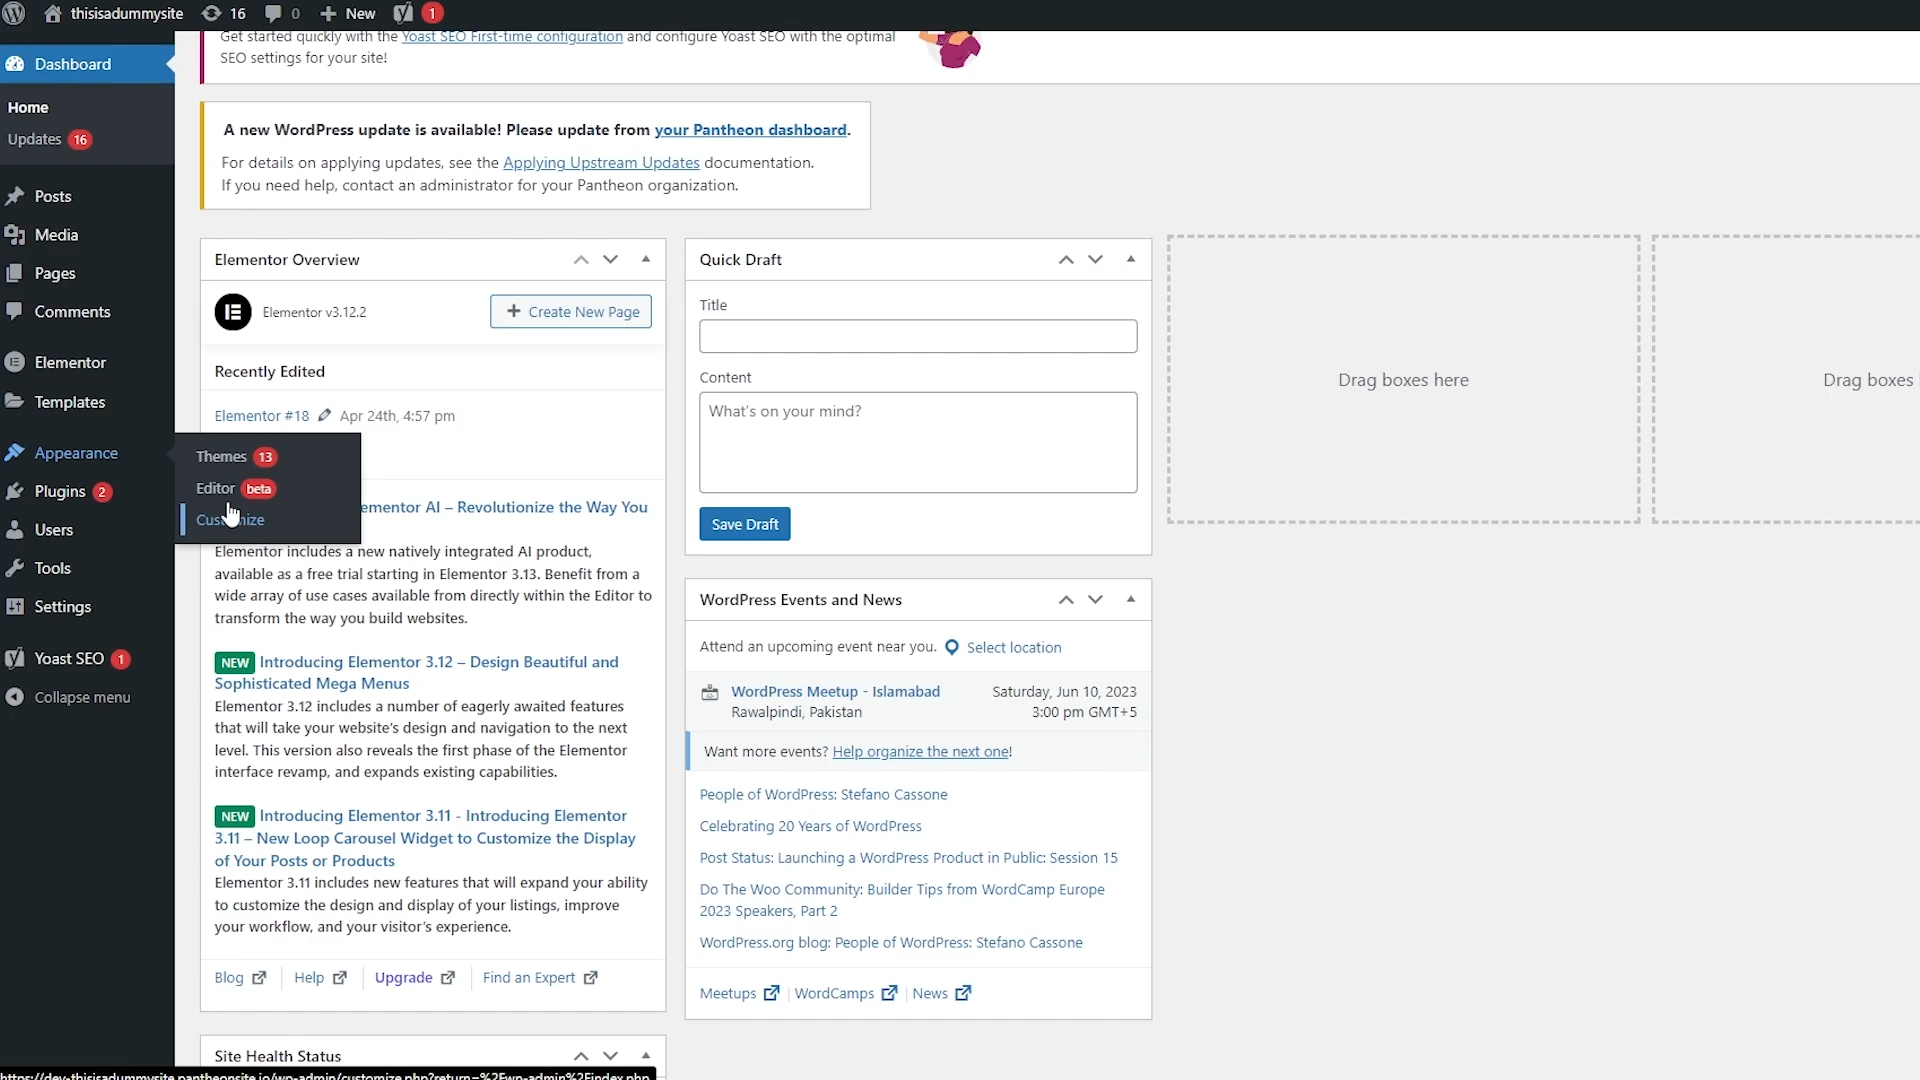 thisisadummysite 16 0 New 1
Get started quickly with the Yoast SEO First-time configuration and configure Yoast SEO with the optimal
SEO settings for your site!
Dashboard
Home
Updates 16
Posts
Media
Pages
Comments
Elementor
Templates
Appearance
Plugins 2
Users
Tools
Settings
Yoast SEO 1
Collapse menu
Themes 13
Editor beta
Customize
A new WordPress update is available! Please update from your Pantheon dashboard.
For details on applying updates, see the Applying Upstream Updates documentation.
If you need help, contact an administrator for your Pantheon organization.
Elementor Overview
Elementor v3.12.2
Create New Page
Recently Edited
Elementor #18 Apr 24th, 4:57 pm
ementor AI – Revolutionize the Way You
Elementor includes a new natively integrated AI product,
available as a free trial starting in Elementor 3.13. Benefit from a
wide array of use cases available from directly within the Editor to
transform the way you build websites.
NEW Introducing Elementor 3.12 – Design Beautiful and
Sophisticated Mega Menus
Elementor 3.12 includes a number of eagerly awaited features
that will take your website's design and navigation to the next
level. This version also reveals the first phase of the Elementor
interface revamp, and expands existing capabilities.
NEW Introducing Elementor 3.11 - Introducing Elementor
3.11 – New Loop Carousel Widget to Customize the Display
of Your Posts or Products
Elementor 3.11 includes new features that will expand your ability
to customize the design and display of your listings, improve
your workflow, and your visitor's experience.
Blog Help Upgrade Find an Expert
Site Health Status
Quick Draft
Title
Content
What's on your mind?
Save Draft
WordPress Events and News
Attend an upcoming event near you. Select location
WordPress Meetup - Islamabad Saturday, Jun 10, 2023
Rawalpindi, Pakistan 3:00 pm GMT+5
Want more events? Help organize the next one!
People of WordPress: Stefano Cassone
Celebrating 20 Years of WordPress
Post Status: Launching a WordPress Product in Public: Session 15
Do The Woo Community: Builder Tips from WordCamp Europe
2023 Speakers, Part 2
WordPress.org blog: People of WordPress: Stefano Cassone
Meetups WordCamps News
Drag boxes here
Drag boxes
https://dev-thisisadummysite.pantheonsite.io/wp-admin/customize.php?return=%2Fwp-admin%2Findex.php